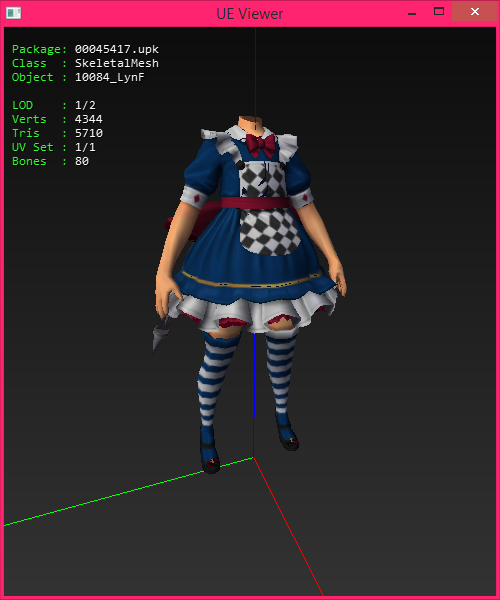 UE Viewer
Package: 00045417.upk
Class : SkeletalMesh
Object : 10084_LynF
LOD : 1/2
Verts : 4344
Tris : 5710
UV Set : 1/1
Bones : 80